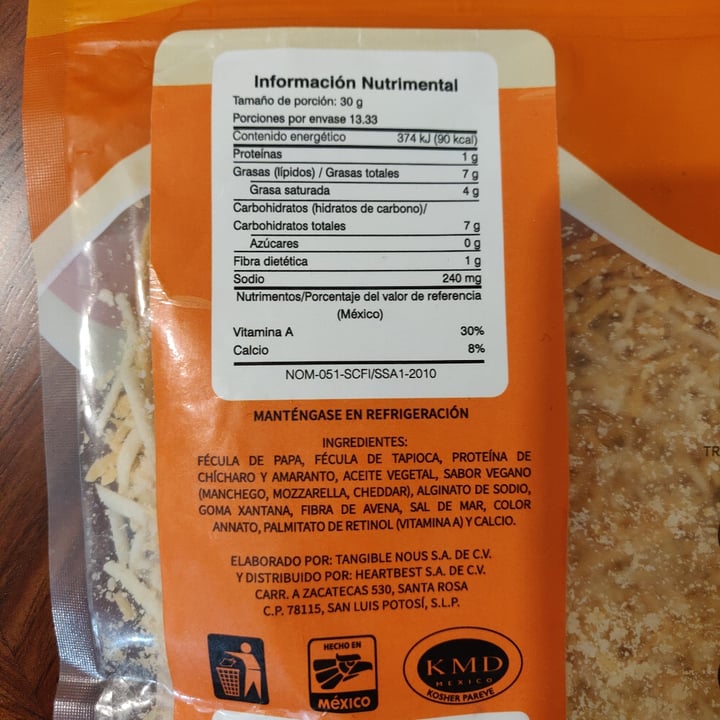 Información Nutrimental
Tamaño de porción: 30 g
Porciones por envase 13.33
Contenido energético 374 kJ (90 kcal)
Proteínas 1 g
Grasas (lípidos) / Grasas totales 7 g
Grasa saturada 4 g
Carbohidratos (hidratos de carbono)/
Carbohidratos totales 7 g
Azúcares 0 g
Fibra dietética 1 g
Sodio 240 mg
Nutrimentos/Porcentaje del valor de referencia
(México)
Vitamina A 30%
Calcio 8%
NOM-051-SCFI/SSA1-2010
MANTÉNGASE EN REFRIGERACIÓN
INGREDIENTES:
FÉCULA DE PAPA, FÉCULA DE TAPIOCA, PROTEÍNA DE
CHÍCHARO Y AMARANTO, ACEITE VEGETAL, SABOR VEGANO
(MANCHEGO, MOZZARELLA, CHEDDAR), ALGINATO DE SODIO,
GOMA XANTANA, FIBRA DE AVENA, SAL DE MAR, COLOR
ANNATO, PALMITATO DE RETINOL (VITAMINA A) Y CALCIO.
ELABORADO POR: TANGIBLE NOUS S.A. DE C.V.
Y DISTRIBUIDO POR: HEARTBEST S.A. DE C.V.
CARR. A ZACATECAS 530, SANTA ROSA
C.P. 78115, SAN LUIS POTOSÍ, S.L.P.
HECHO EN
MÉXICO
KMD
MEXICO
KOSHER PAREVE
TR